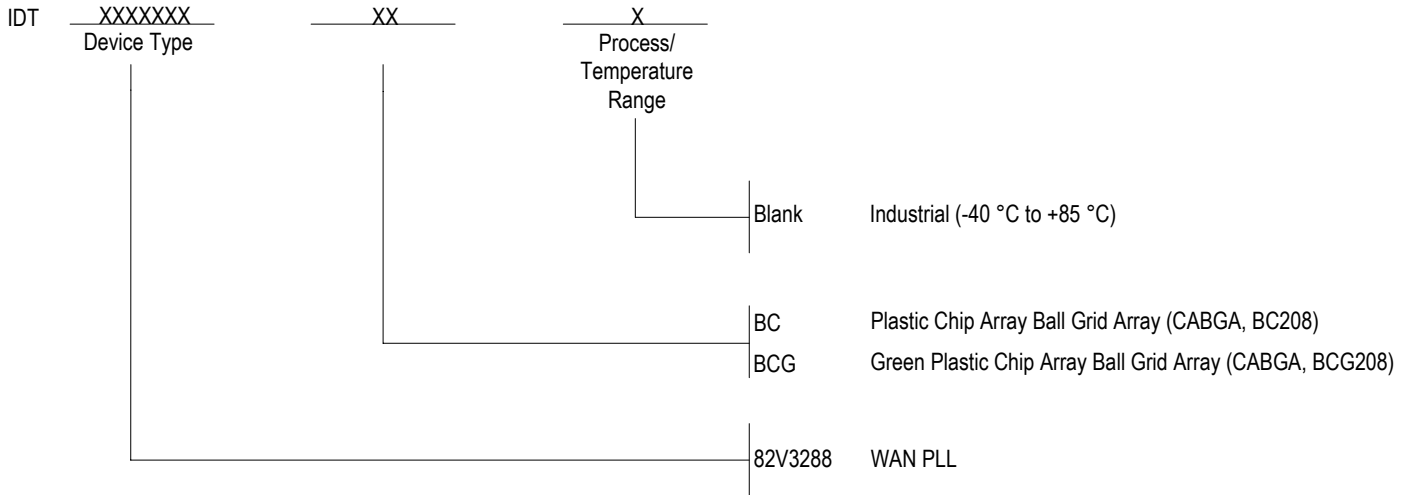 IDT XXXXXXX XX X
Device Type
Process/
Temperature
Range
Blank Industrial (-40 °C to +85 °C)
BC Plastic Chip Array Ball Grid Array (CABGA, BC208)
BCG Green Plastic Chip Array Ball Grid Array (CABGA, BCG208)
82V3288 WAN PLL